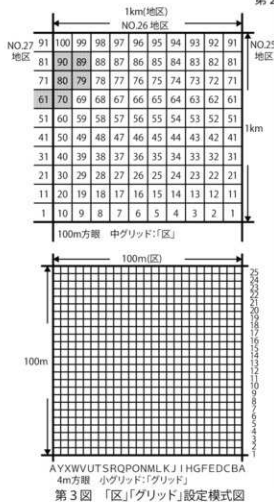 第2
1km(地区)
NO.26 地区
NO.27
地区
NO.25
地区
91 100 99 98 97 96 95 94 93 92 91
81 90 89 88 87 86 85 84 83 82 81
71 80 79 78 77 76 75 74 73 72 71
61 70 69 68 67 66 65 64 63 62 61
51 60 59 58 57 56 55 54 53 52 51
41 50 49 48 47 46 45 44 43 42 41
31 40 39 38 37 36 35 34 33 32 31
21 30 29 28 27 26 25 24 23 22 21
11 20 19 18 17 16 15 14 13 12 11
1 10 9 8 7 6 5 4 3 2 1
1km
100m方眼 中グリッド:「区」
100m(区)
100m
25
24
23
22
21
20
19
18
17
16
15
14
13
12
11
10
9
8
7
6
5
4
3
2
1
AYXWVUTSRQPONMLKJIHGFEDCBA
4m方眼 小グリッド:「グリッド」
第3図 「区」「グリッド」設定模式図